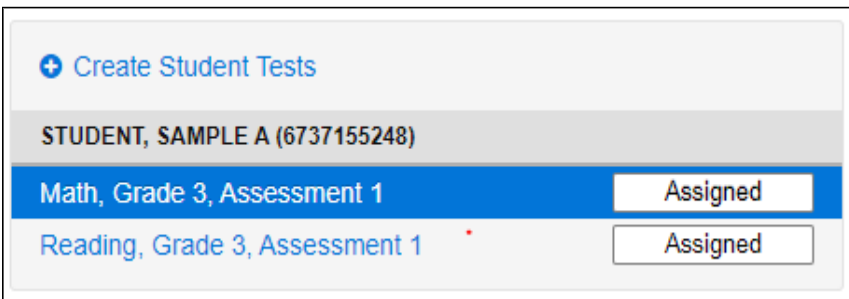 Create Student Tests
STUDENT, SAMPLE A (6737155248)
Math, Grade 3, Assessment 1 Assigned
Reading, Grade 3, Assessment 1 Assigned